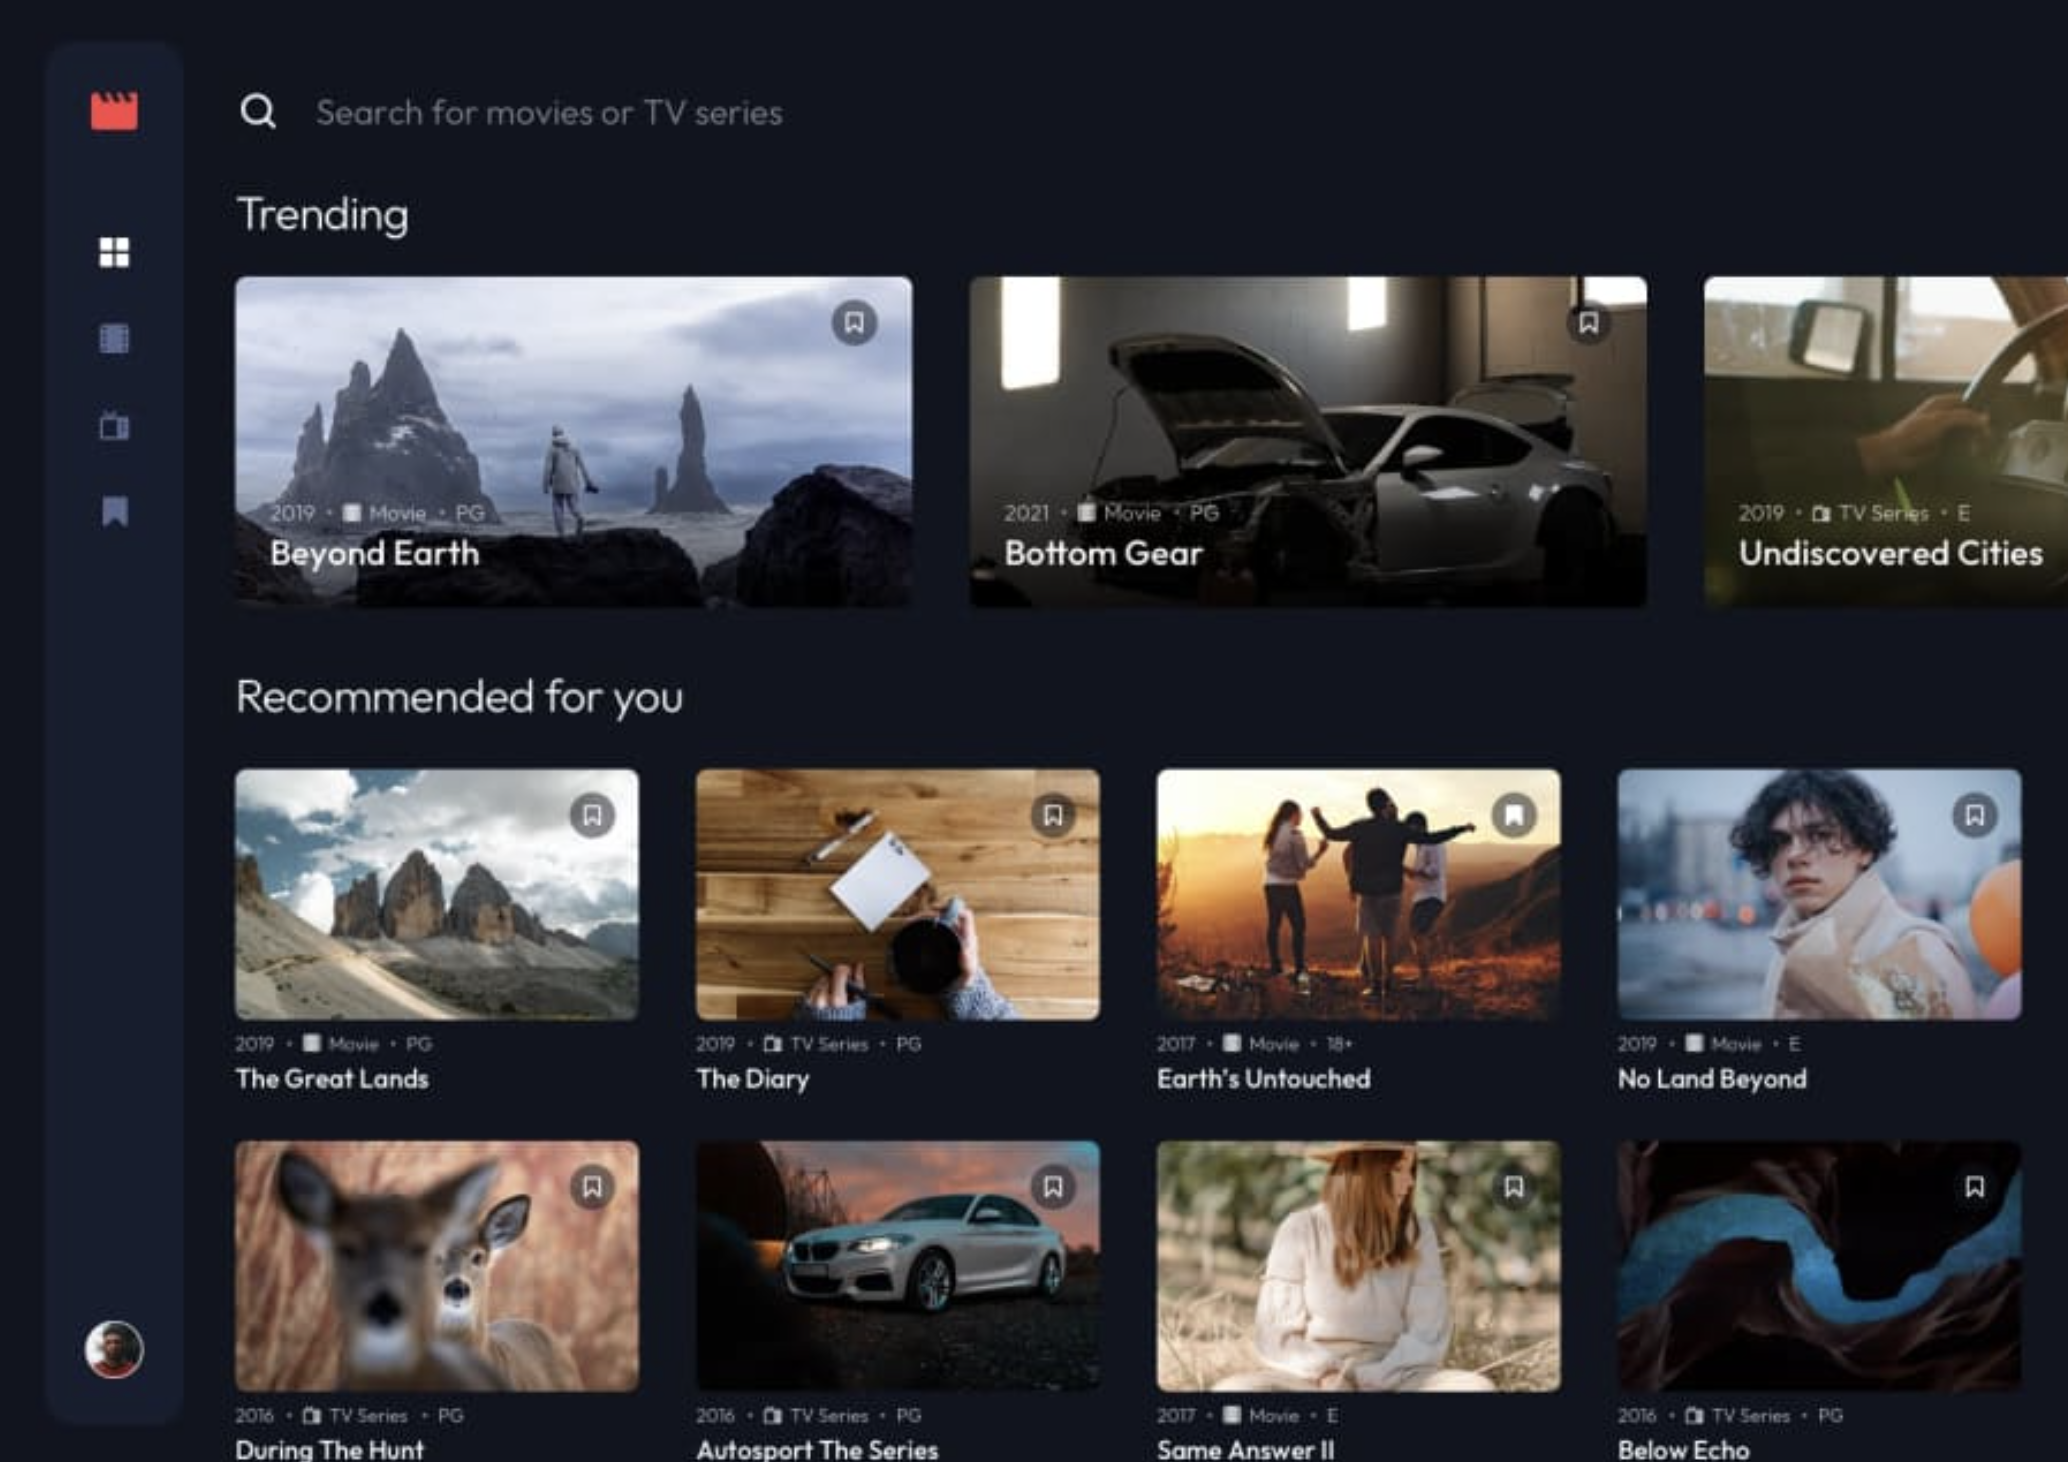 Search for movies or TV series
Trending
2019 • Movie • PG
Beyond Earth
2021 • Movie • PG
Bottom Gear
2019 • TV Series • E
Undiscovered Cities
Recommended for you
2019 • Movie • PG
The Great Lands
2019 • TV Series • PG
The Diary
2017 • Movie • 18+
Earth's Untouched
2019 • Movie • E
No Land Beyond
2016 • TV Series • PG
During The Hunt
2016 • TV Series • PG
Autosport The Series
2017 • Movie • E
Same Answer II
2016 • TV Series • PG
Below Echo